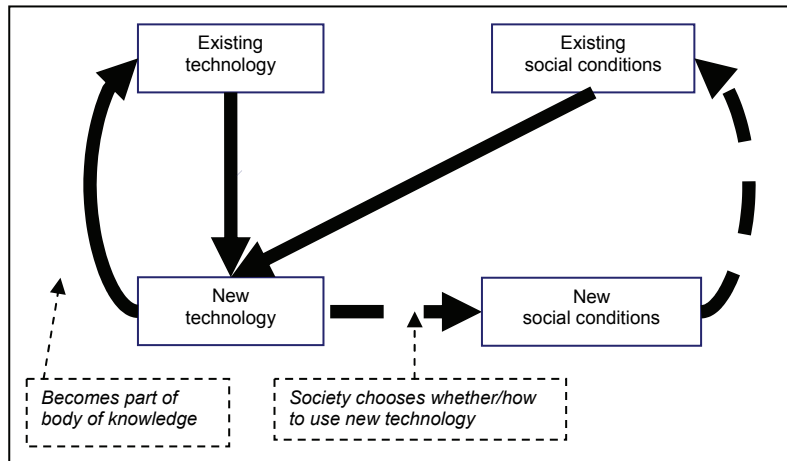 Existing
technology
Existing
social conditions
New
technology
New
social conditions
Becomes part of
body of knowledge
Society chooses whether/how
to use new technology